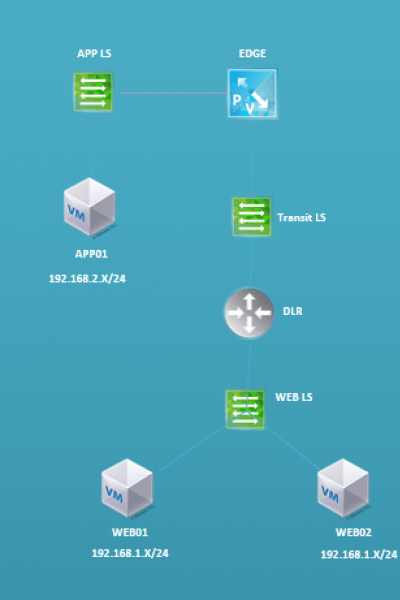 APP LS
EDGE
P
V
Transit LS
VM
APP01
192.168.2.X/24
DLR
WEB LS
VM
VM
WEB01
WEB02
192.168.1.X/24
192.168.1.X/24